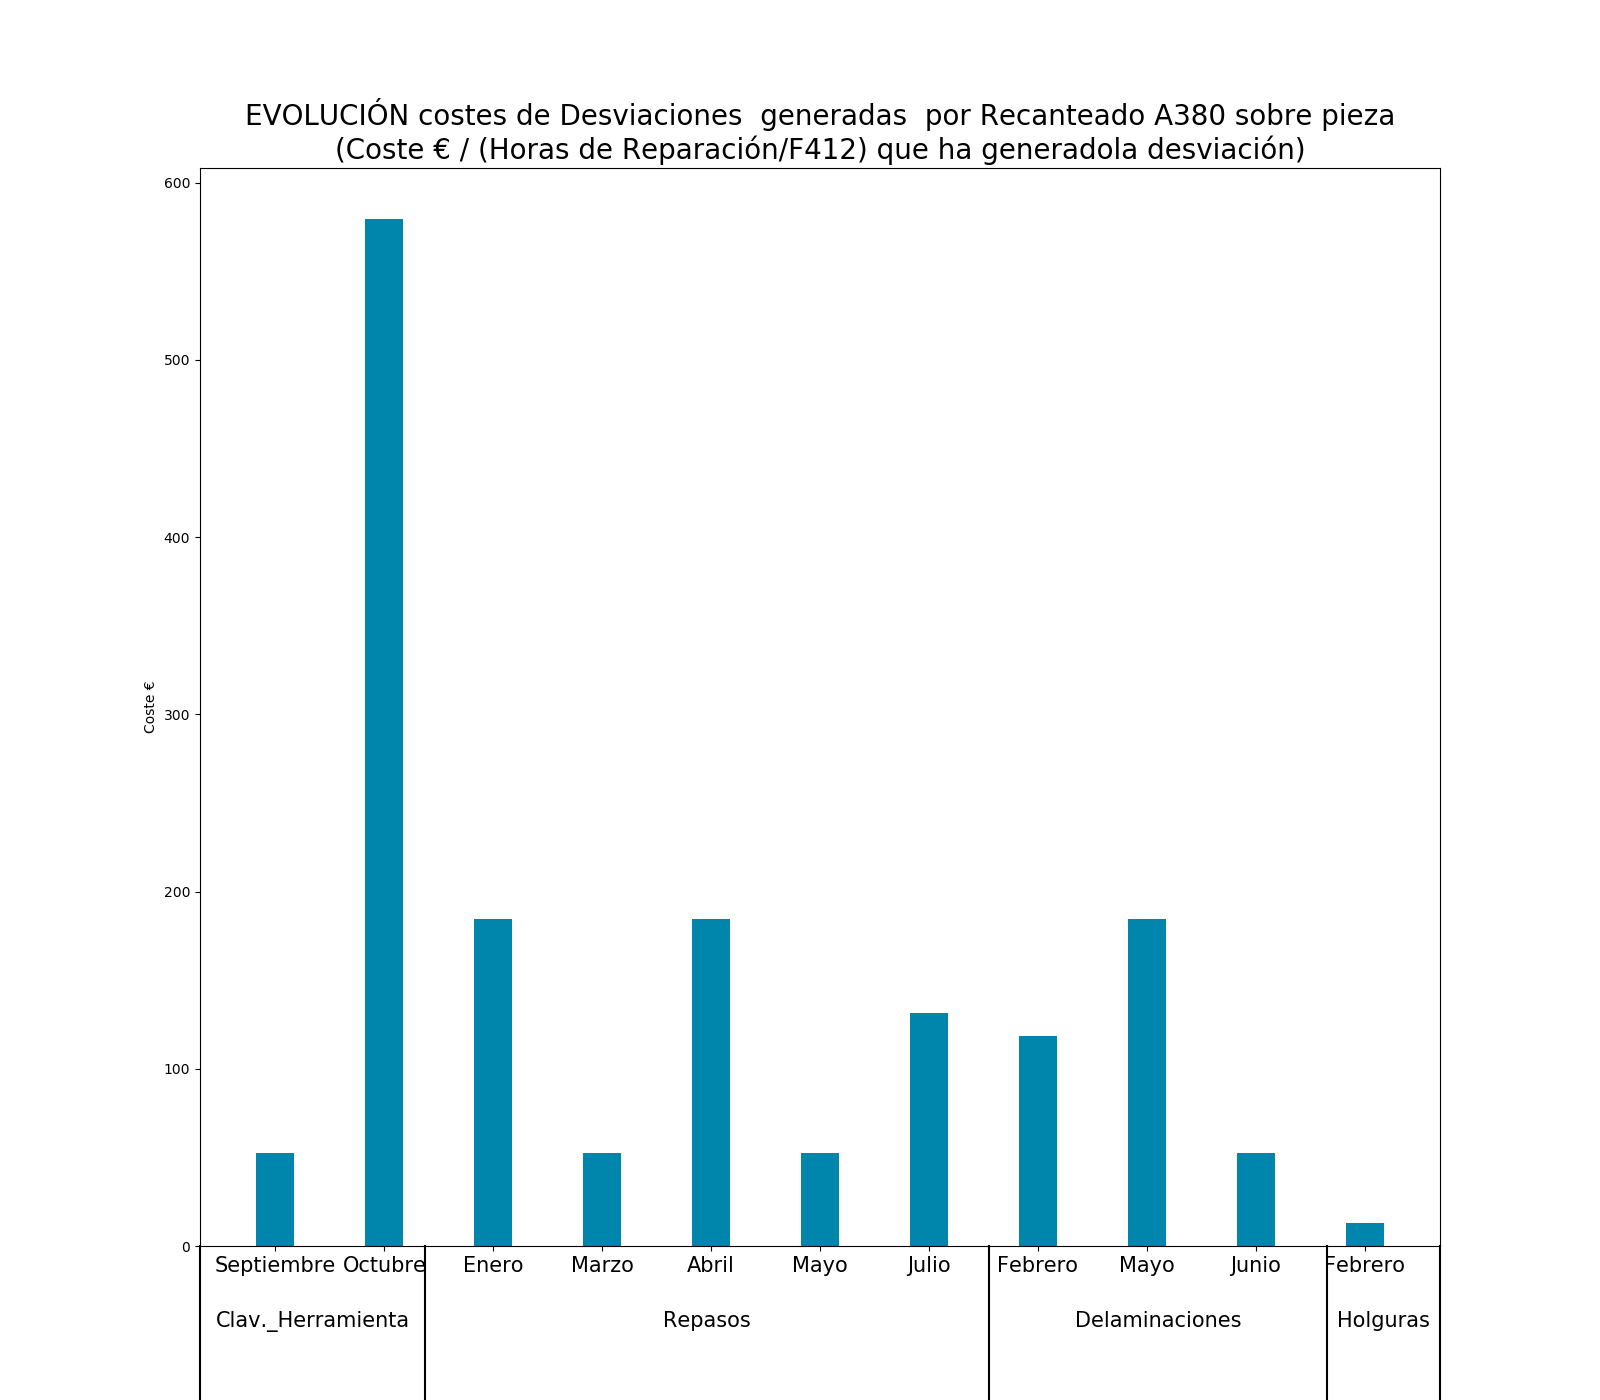 EVOLUCIÓN costes de Desviaciones  generadas  por Recanteado A380 sobre pieza
(Coste € / (Horas de Reparación/F412) que ha generadola desviación)
600
500
400
300
200
100
0
Coste €
Septiembre Octubre Enero Marzo Abril Mayo Julio Febrero Mayo Junio Febrero
Clav._Herramienta Repasos Delaminaciones Holguras